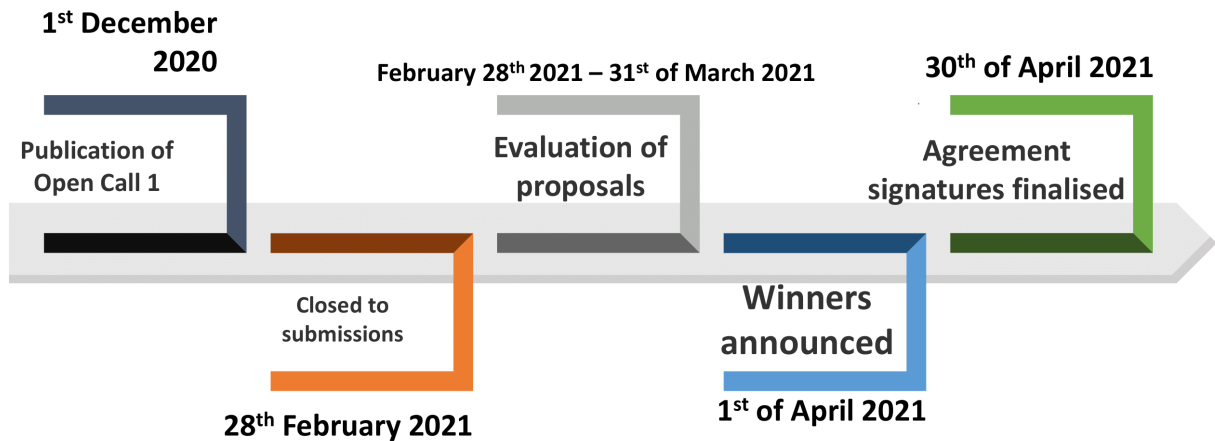 1st December
2020
Publication of
Open Call 1
Closed to
submissions
28th February 2021
February 28th 2021 – 31st of March 2021
Evaluation of
proposals
Winners
announced
1st of April 2021
30th of April 2021
Agreement
signatures finalised